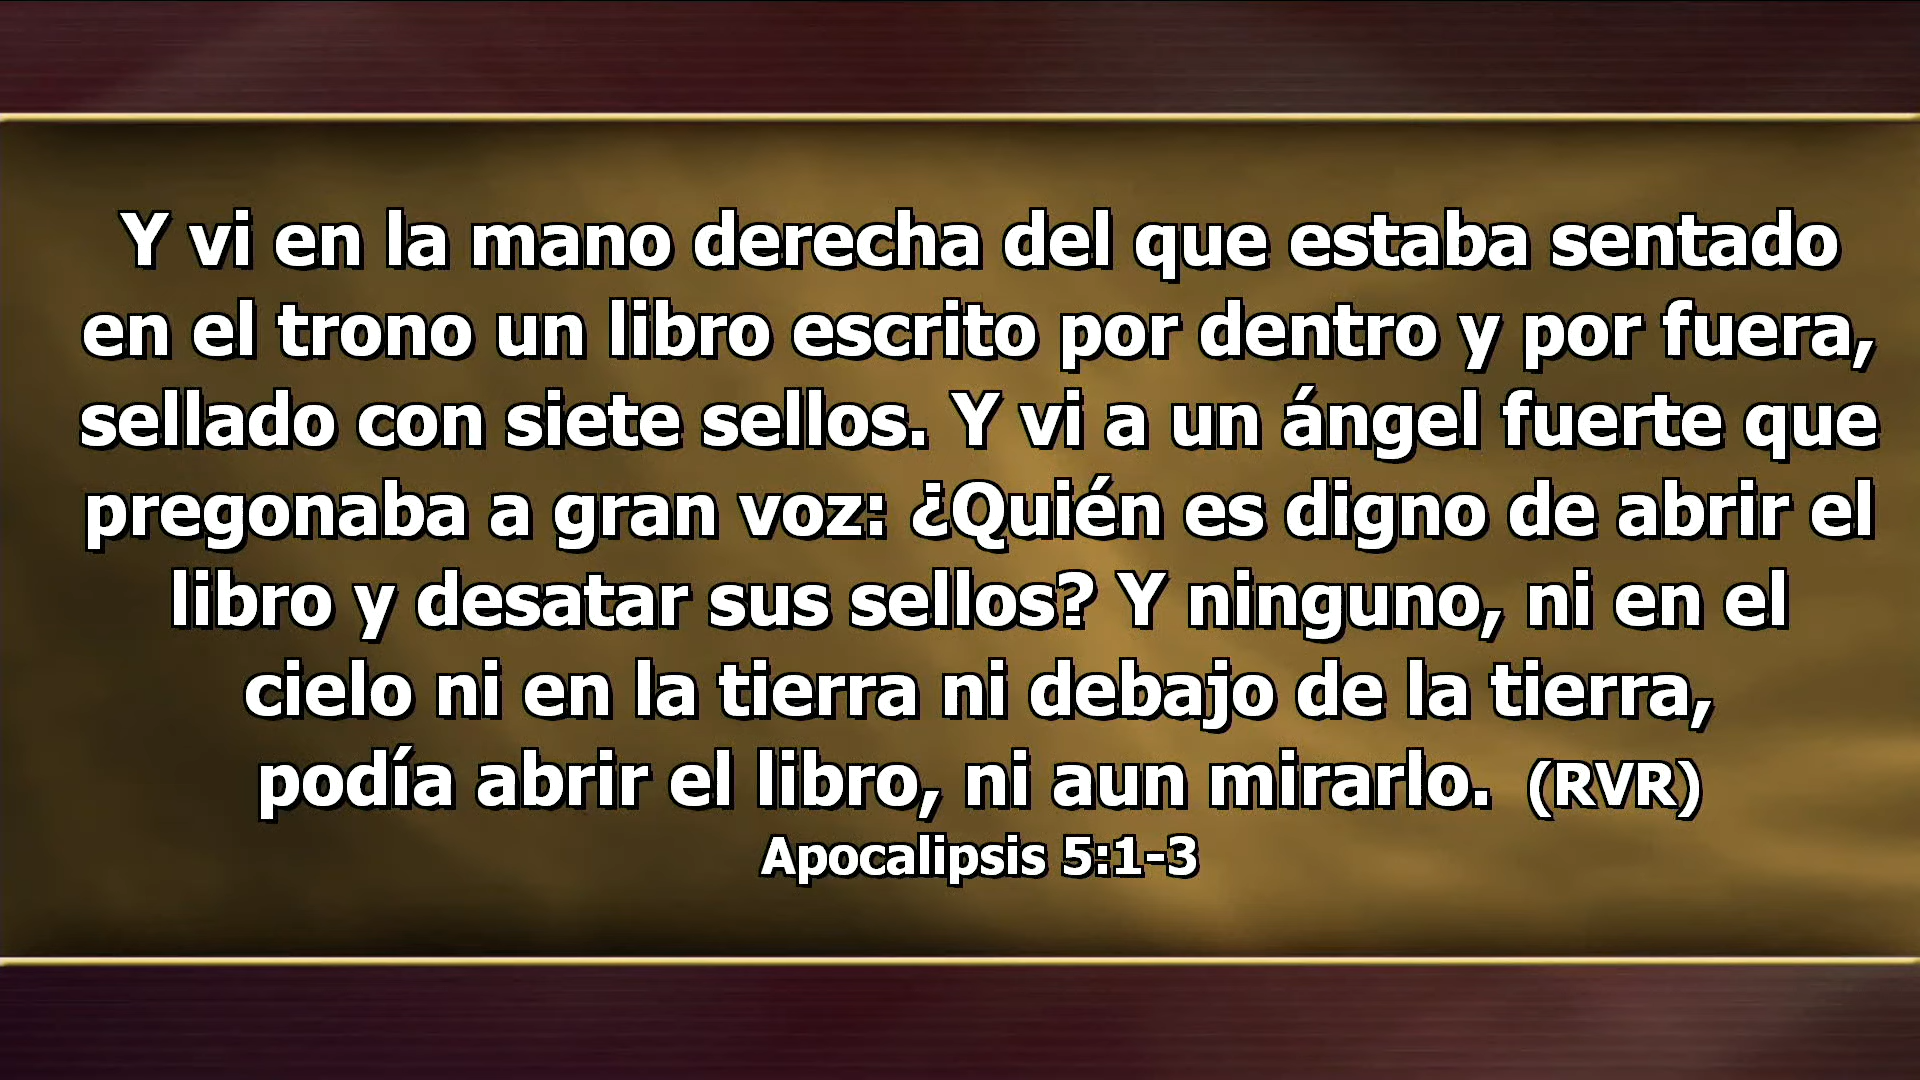 Y vi en la mano derecha del que estaba sentado
en el trono un libro escrito por dentro y por fuera,
sellado con siete sellos. Y vi a un ángel fuerte que
pregonaba a gran voz: ¿Quién es digno de abrir el
libro y desatar sus sellos? Y ninguno, ni en el
cielo ni en la tierra ni debajo de la tierra,
podía abrir el libro, ni aun mirarlo. (RVR)
Apocalipsis 5:1-3